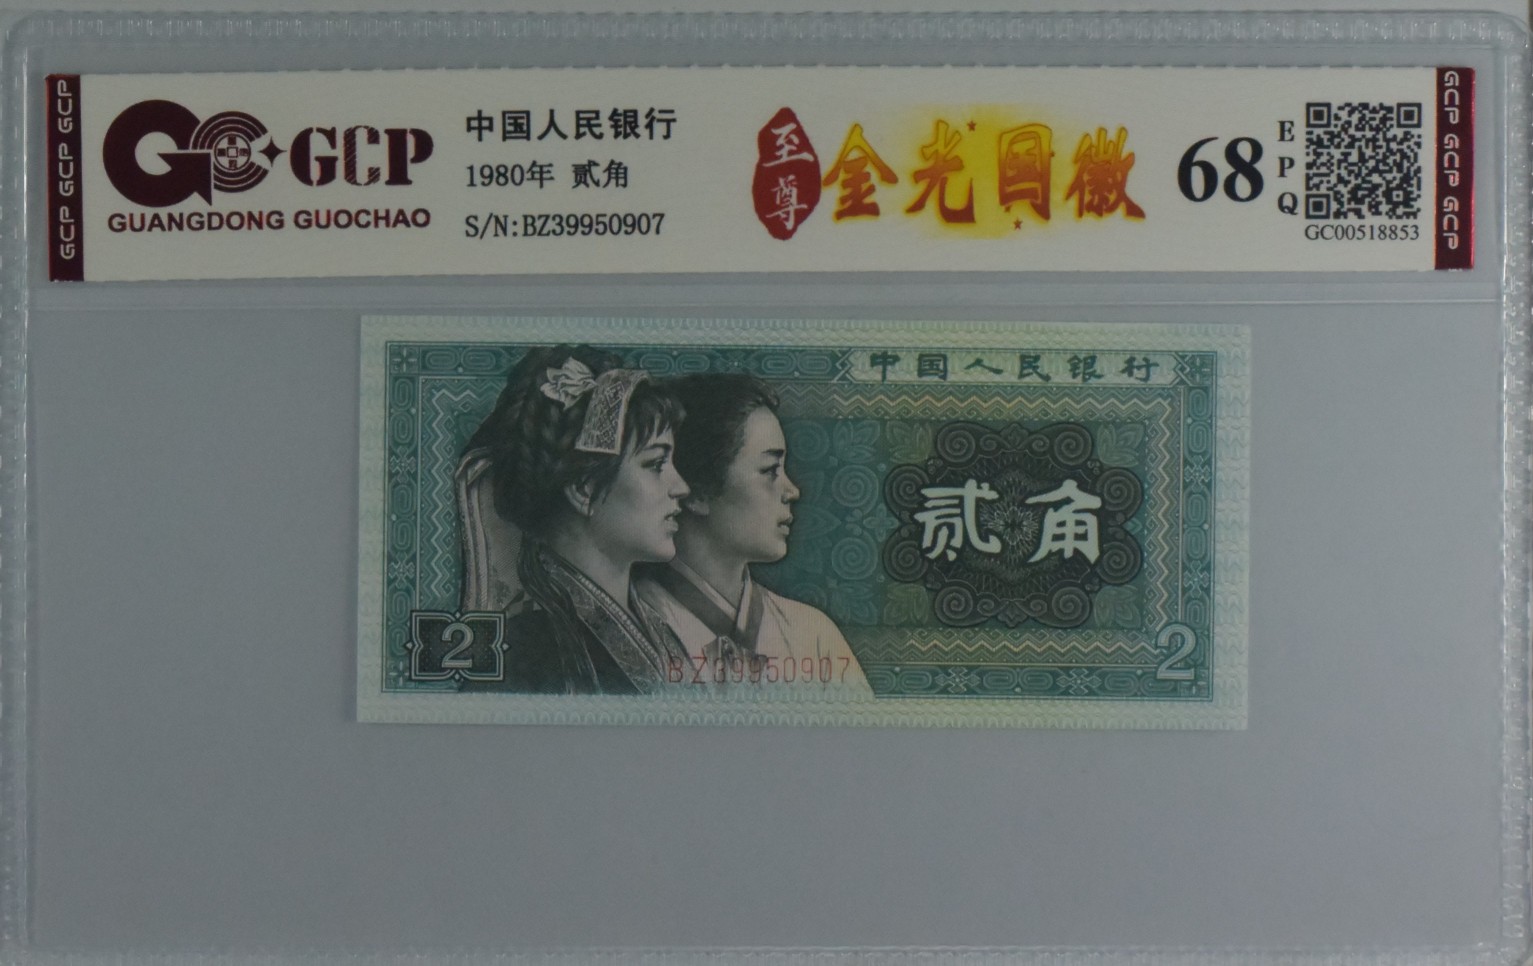 GCP GCP GCP
GCP
GUANGDONG GUOCHAO
中国人民银行
1980年 贰角
S/N:BZ39950907
至尊
金光国徽
68
EPQ
GC00518853
GCP GCP GCP
中国人民银行
贰角
2
2
BZ39950907